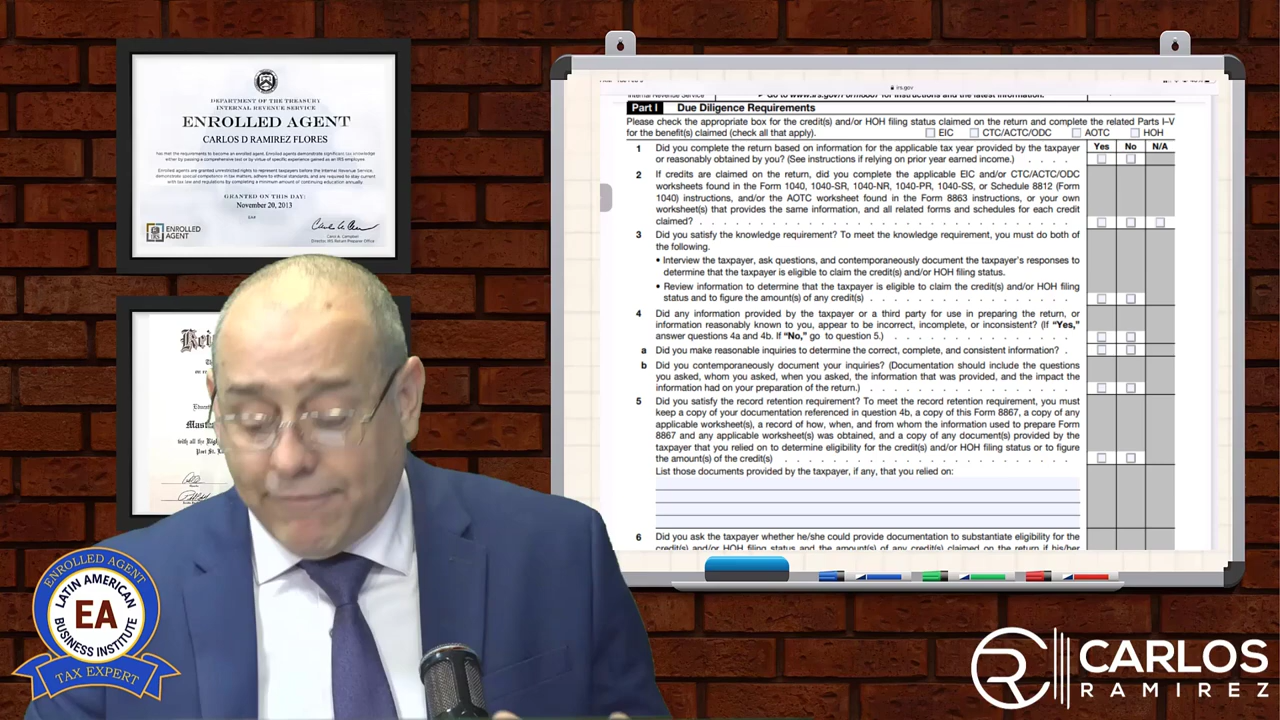 DEPARTMENT OF THE TREASURY
INTERNAL REVENUE SERVICE
ENROLLED AGENT
CARLOS D RAMIREZ FLORES
GRANTED ON THIS DAY:
November 20, 2013
ENROLLED
AGENT
irs.gov
Part I Due Diligence Requirements
Please check the appropriate box for the credit(s) and/or HOH filing status claimed on the return and complete the related Parts I–V
for the benefit(s) claimed (check all that apply). EIC CTC/ACTC/ODC AOTC HOH
1 Did you complete the return based on information for the applicable tax year provided by the taxpayer Yes No N/A
or reasonably obtained by you? (See instructions if relying on prior year earned income.) . . . .
2 If credits are claimed on the return, did you complete the applicable EIC and/or CTC/ACTC/ODC
worksheets found in the Form 1040, 1040-SR, 1040-NR, 1040-PR, 1040-SS, or Schedule 8812 (Form
1040) instructions, and/or the AOTC worksheet found in the Form 8863 instructions, or your own
worksheet(s) that provides the same information, and all related forms and schedules for each credit
claimed?
3 Did you satisfy the knowledge requirement? To meet the knowledge requirement, you must do both of
the following.
• Interview the taxpayer, ask questions, and contemporaneously document the taxpayer's responses to
determine that the taxpayer is eligible to claim the credit(s) and/or HOH filing status.
• Review information to determine that the taxpayer is eligible to claim the credit(s) and/or HOH filing
status and to figure the amount(s) of any credit(s)
4 Did any information provided by the taxpayer or a third party for use in preparing the return, or
information reasonably known to you, appear to be incorrect, incomplete, or inconsistent? (If "Yes,"
answer questions 4a and 4b. If "No," go to question 5.)
a Did you make reasonable inquiries to determine the correct, complete, and consistent information? .
b Did you contemporaneously document your inquiries? (Documentation should include the questions
you asked, whom you asked, when you asked, the information that was provided, and the impact the
information had on your preparation of the return.)
5 Did you satisfy the record retention requirement? To meet the record retention requirement, you must
keep a copy of your documentation referenced in question 4b, a copy of this Form 8867, a copy of any
applicable worksheet(s), a record of how, when, and from whom the information used to prepare Form
8867 and any applicable worksheet(s) was obtained, and a copy of any document(s) provided by the
taxpayer that you relied on to determine eligibility for the credit(s) and/or HOH filing status or to figure
the amount(s) of the credit(s)
List those documents provided by the taxpayer, if any, that you relied on:
6 Did you ask the taxpayer whether he/she could provide documentation to substantiate eligibility for the
credit(s) and/or HOH filing status and the amount(s) of any credit(s) claimed on the return if his/her
ENROLLED AGENT
LATIN AMERICAN
EA
BUSINESS INSTITUTE
TAX EXPERT
CARLOS
RAMIREZ